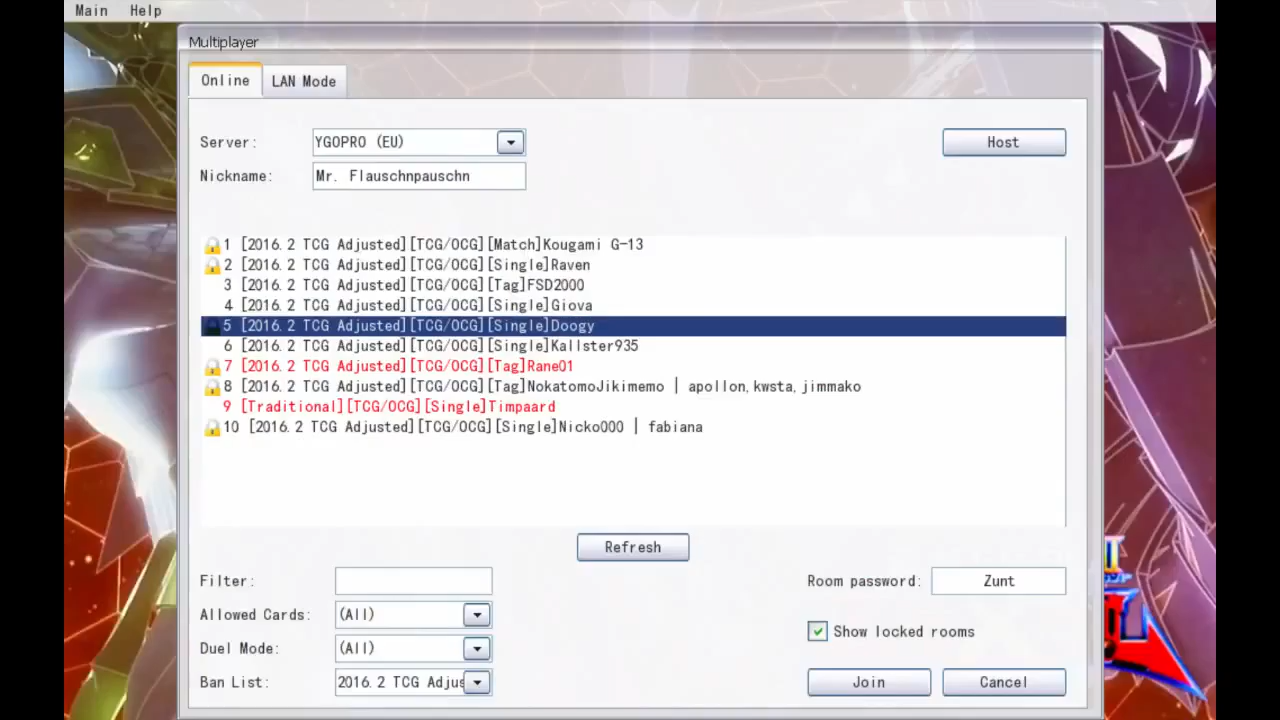 Main Help
Multiplayer
Online LAN Mode
Server: YGOPRO (EU) Host
Nickname: Mr. Flauschnpauschn
1 [2016.2 TCG Adjusted][TCG/OCG][Match]Kougami G-13
2 [2016.2 TCG Adjusted][TCG/OCG][Single]Raven
3 [2016.2 TCG Adjusted][TCG/OCG][Tag]FSD2000
4 [2016.2 TCG Adjusted][TCG/OCG][Single]Giova
5 [2016.2 TCG Adjusted][TCG/OCG][Single]Doogy
6 [2016.2 TCG Adjusted][TCG/OCG][Single]Kallster935
7 [2016.2 TCG Adjusted][TCG/OCG][Tag]Rane01
8 [2016.2 TCG Adjusted][TCG/OCG][Tag]NokatomoJikimemo | apollon,kwsta,jimmako
9 [Traditional][TCG/OCG][Single]Timpaard
10 [2016.2 TCG Adjusted][TCG/OCG][Single]Nicko000 | fabiana
Refresh
Filter: Room password: Zunt
Allowed Cards: (All)
Show locked rooms
Duel Mode: (All)
Ban List: 2016.2 TCG Adjus Join Cancel